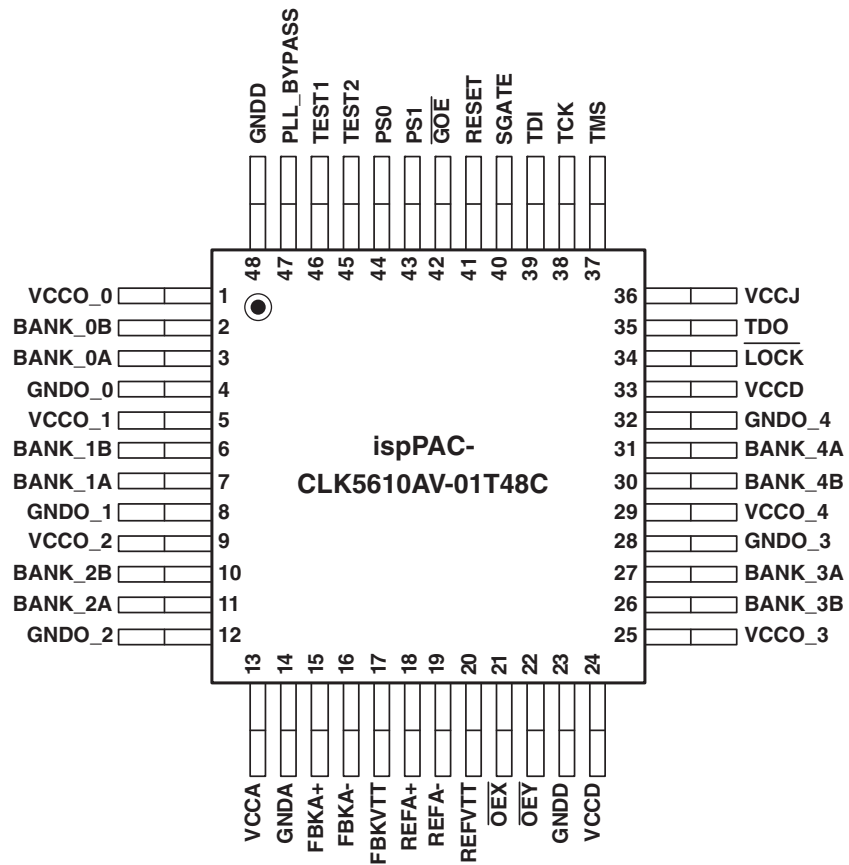 GNDD
PLL_BYPASS
TEST1
TEST2
PS0
PS1
GOE
RESET
SGATE
TDI
TCK
TMS
48 47 46 45 44 43 42 41 40 39 38 37
VCCO_0 1
BANK_0B 2
BANK_0A 3
GNDO_0 4
VCCO_1 5
BANK_1B 6
BANK_1A 7
GNDO_1 8
VCCO_2 9
BANK_2B 10
BANK_2A 11
GNDO_2 12
ispPAC-
CLK5610AV-01T48C
36 VCCJ
35 TDO
34 LOCK
33 VCCD
32 GNDO_4
31 BANK_4A
30 BANK_4B
29 VCCO_4
28 GNDO_3
27 BANK_3A
26 BANK_3B
25 VCCO_3
13 14 15 16 17 18 19 20 21 22 23 24
VCCA
GNDA
FBKA+
FBKA-
FBKVTT
REFA+
REFA-
REFVTT
OEX
OEY
GNDD
VCCD